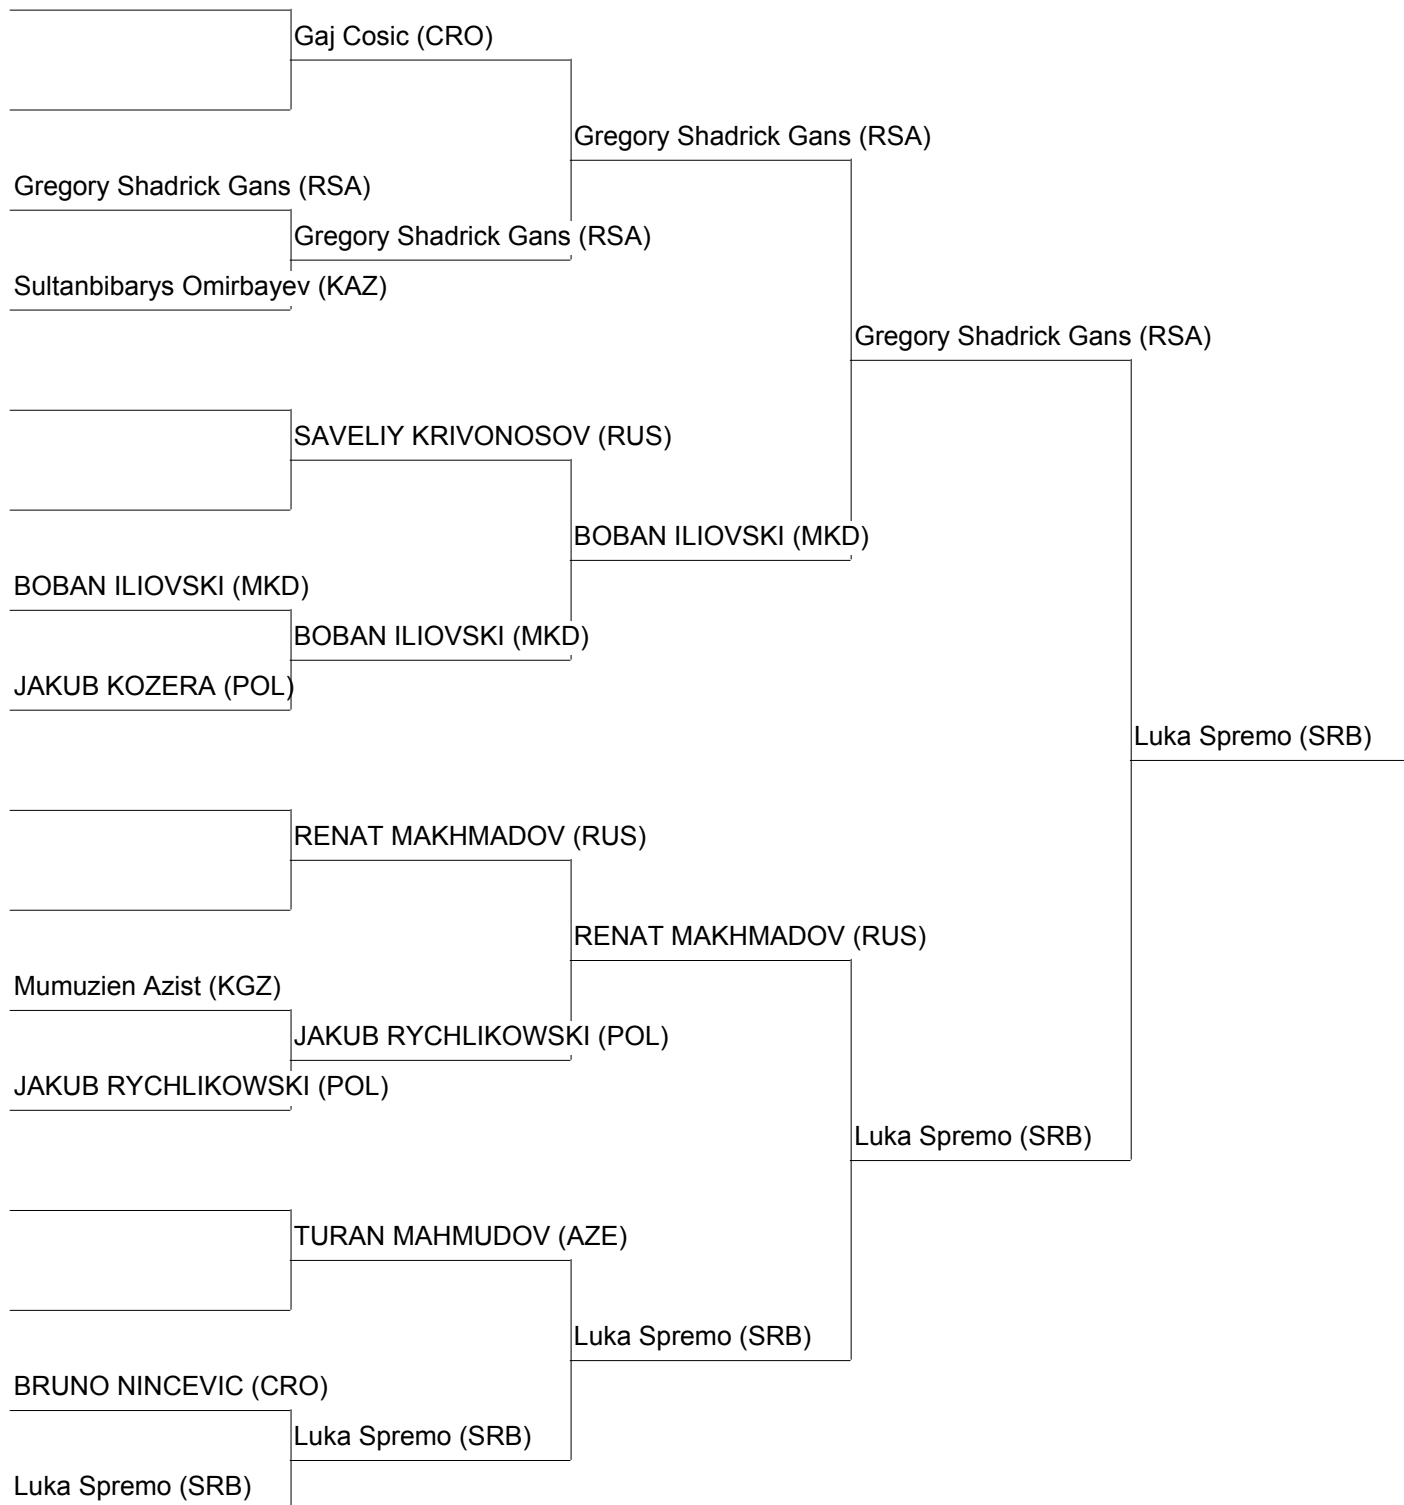 Gaj Cosic (CRO)
Gregory Shadrick Gans (RSA)
Gregory Shadrick Gans (RSA)
Gregory Shadrick Gans (RSA)
Sultanbibarys Omirbayev (KAZ)
Gregory Shadrick Gans (RSA)
SAVELIY KRIVONOSOV (RUS)
BOBAN ILIOVSKI (MKD)
BOBAN ILIOVSKI (MKD)
BOBAN ILIOVSKI (MKD)
JAKUB KOZERA (POL)
Luka Spremo (SRB)
RENAT MAKHMADOV (RUS)
RENAT MAKHMADOV (RUS)
Mumuzien Azist (KGZ)
JAKUB RYCHLIKOWSKI (POL)
JAKUB RYCHLIKOWSKI (POL)
Luka Spremo (SRB)
TURAN MAHMUDOV (AZE)
Luka Spremo (SRB)
BRUNO NINCEVIC (CRO)
Luka Spremo (SRB)
Luka Spremo (SRB)